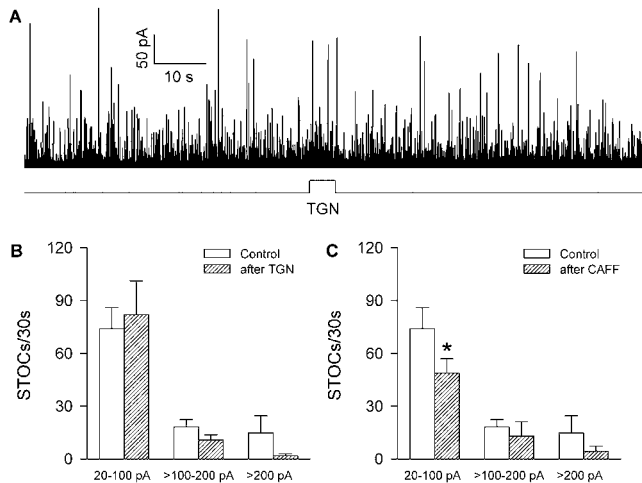 A
50 pA
10 s
TGN
B
120
90
60
30
0
STOCs/30s
Control
after TGN
20-100 pA
>100-200 pA
>200 pA
C
120
90
60
30
0
STOCs/30s
Control
after CAFF
*
20-100 pA
>100-200 pA
>200 pA